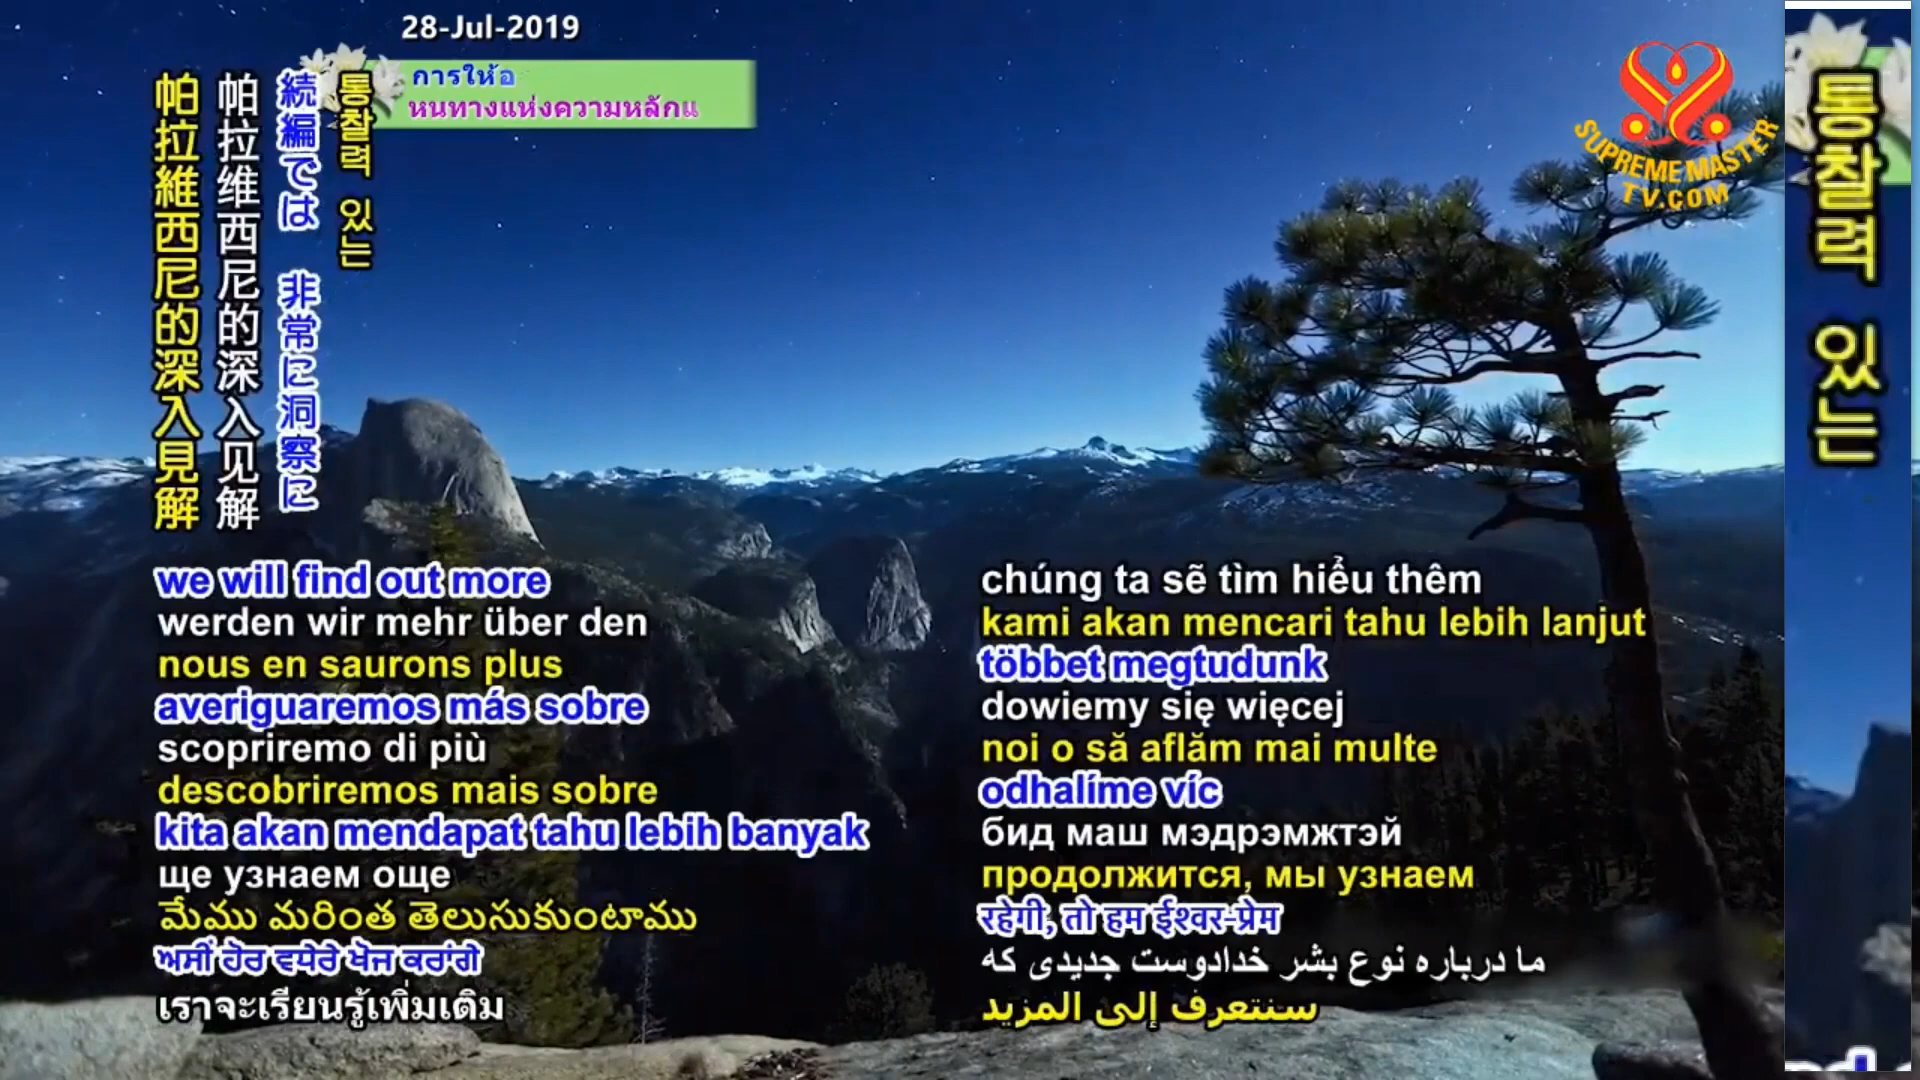 28-Jul-2019
การให้อ
หนทางแห่งความหลักแ
SUPREME MASTER
TV.COM
통찰력 있는
続編では 非常に洞察に
帕拉维西尼的深入见解
帕拉維西尼的深入見解
we will find out more
werden wir mehr über den
nous en saurons plus
averiguaremos más sobre
scopriremo di più
descobriremos mais sobre
kita akan mendapat tahu lebih banyak
ще узнаем още
మేము మరింత తెలుసుకుంటాము
ਅਸੀਂ ਹੋਰ ਵਧੇਰੇ ਖੋਜ ਕਰਾਂਗੇ
เราจะเรียนรู้เพิ่มเติม
chúng ta sẽ tìm hiểu thêm
kami akan mencari tahu lebih lanjut
többet megtudunk
dowiemy się więcej
noi o să aflăm mai multe
odhalíme víc
бид маш мэдрэмжтэй
продолжится, мы узнаем
रहेगी, तो हम ईश्वर-प्रेम
ما درباره نوع بشر خدادوست جدیدی که
سنتعرف إلى المزيد
통찰력 있는